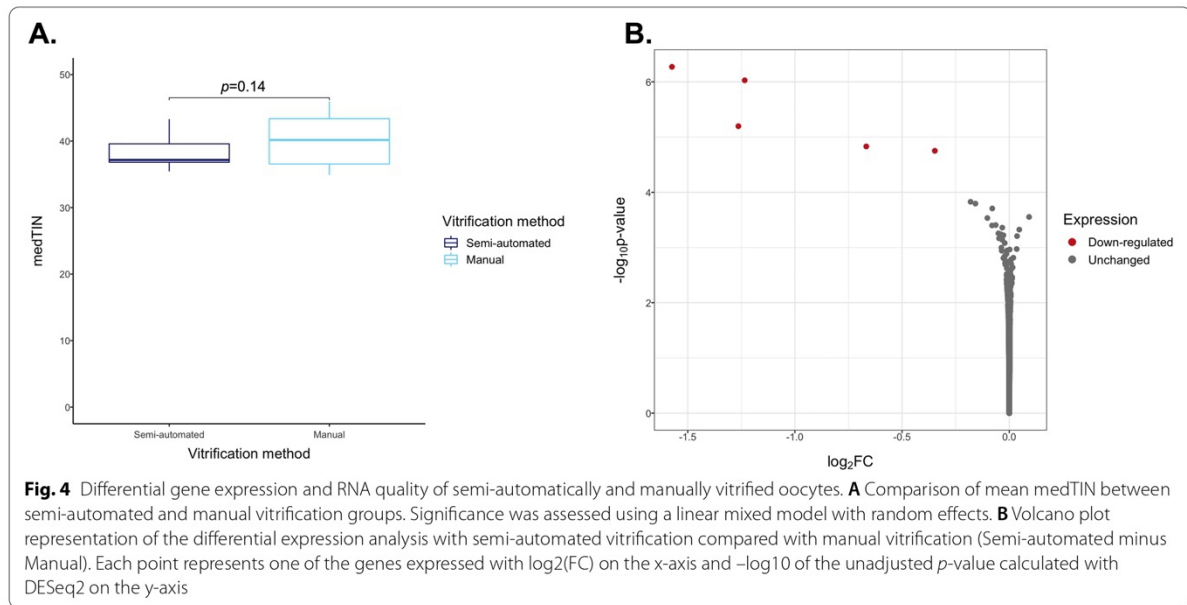 A.
50
40
30
20
10
0
medTIN
p=0.14
Semi-automated
Manual
Vitrification method
Vitrification method
Semi-automated
Manual
B.
6
4
2
0
-log10p-value
-1.5
-1.0
-0.5
0.0
log2FC
Expression
Down-regulated
Unchanged
Fig. 4 Differential gene expression and RNA quality of semi-automatically and manually vitrified oocytes. A Comparison of mean medTIN between
semi-automated and manual vitrification groups. Significance was assessed using a linear mixed model with random effects. B Volcano plot
representation of the differential expression analysis with semi-automated vitrification compared with manual vitrification (Semi-automated minus
Manual). Each point represents one of the genes expressed with log2(FC) on the x-axis and –log10 of the unadjusted p-value calculated with
DESeq2 on the y-axis